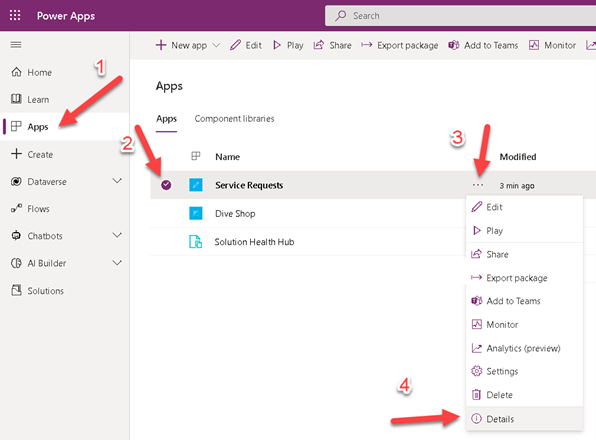 Power Apps
Search
New app
Edit
Play
Share
Export package
Add to Teams
Monitor
Home
Learn
Apps
Create
Dataverse
Flows
Chatbots
AI Builder
Solutions
1
Apps
Apps
Component libraries
2
3
Name
Modified
Service Requests
... 3 min ago
Dive Shop
Solution Health Hub
Edit
Play
Share
Export package
Add to Teams
Monitor
Analytics (preview)
Settings
Delete
4
Details